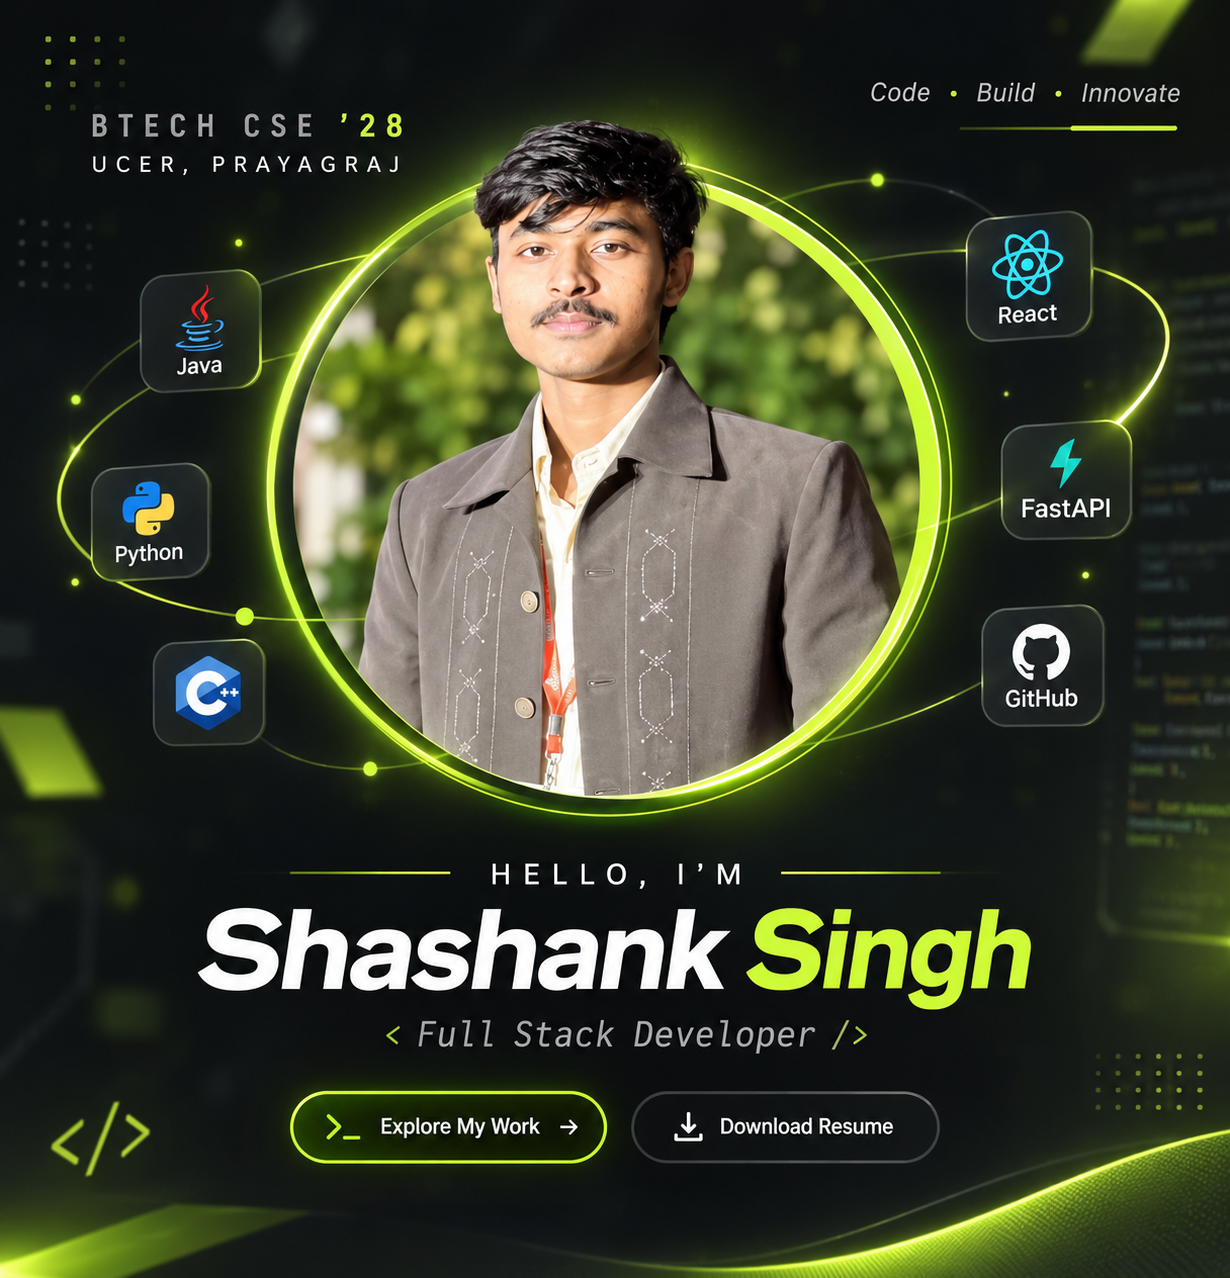 Code • Build • Innovate
BTECH CSE ’28
UCER, PRAYAGRAJ
React
Java
FastAPI
Python
GitHub
C++
HELLO, I’M
Shashank Singh
< Full Stack Developer />
</>
>_ Explore My Work →
Download Resume